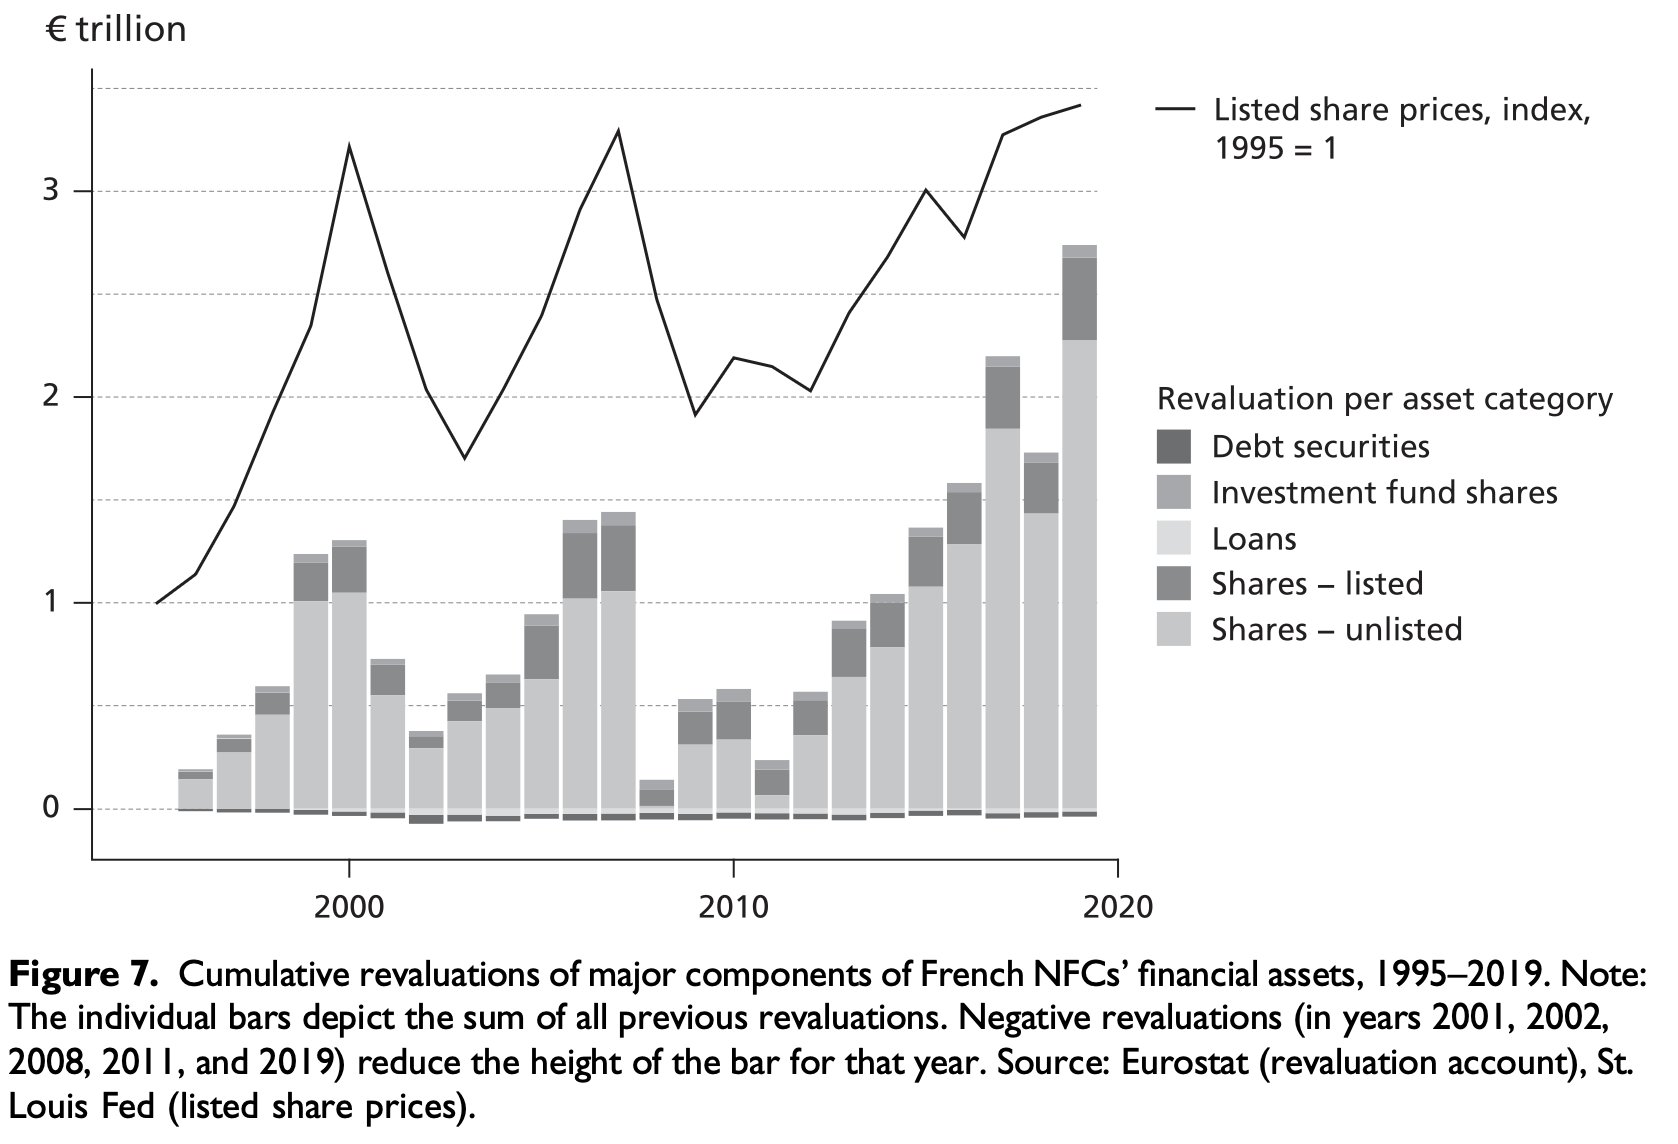 € trillion
3
2
1
0
2000
2010
2020
Listed share prices, index,
1995 = 1
Revaluation per asset category
Debt securities
Investment fund shares
Loans
Shares – listed
Shares – unlisted
Figure 7. Cumulative revaluations of major components of French NFCs’ financial assets, 1995–2019. Note:
The individual bars depict the sum of all previous revaluations. Negative revaluations (in years 2001, 2002,
2008, 2011, and 2019) reduce the height of the bar for that year. Source: Eurostat (revaluation account), St.
Louis Fed (listed share prices).